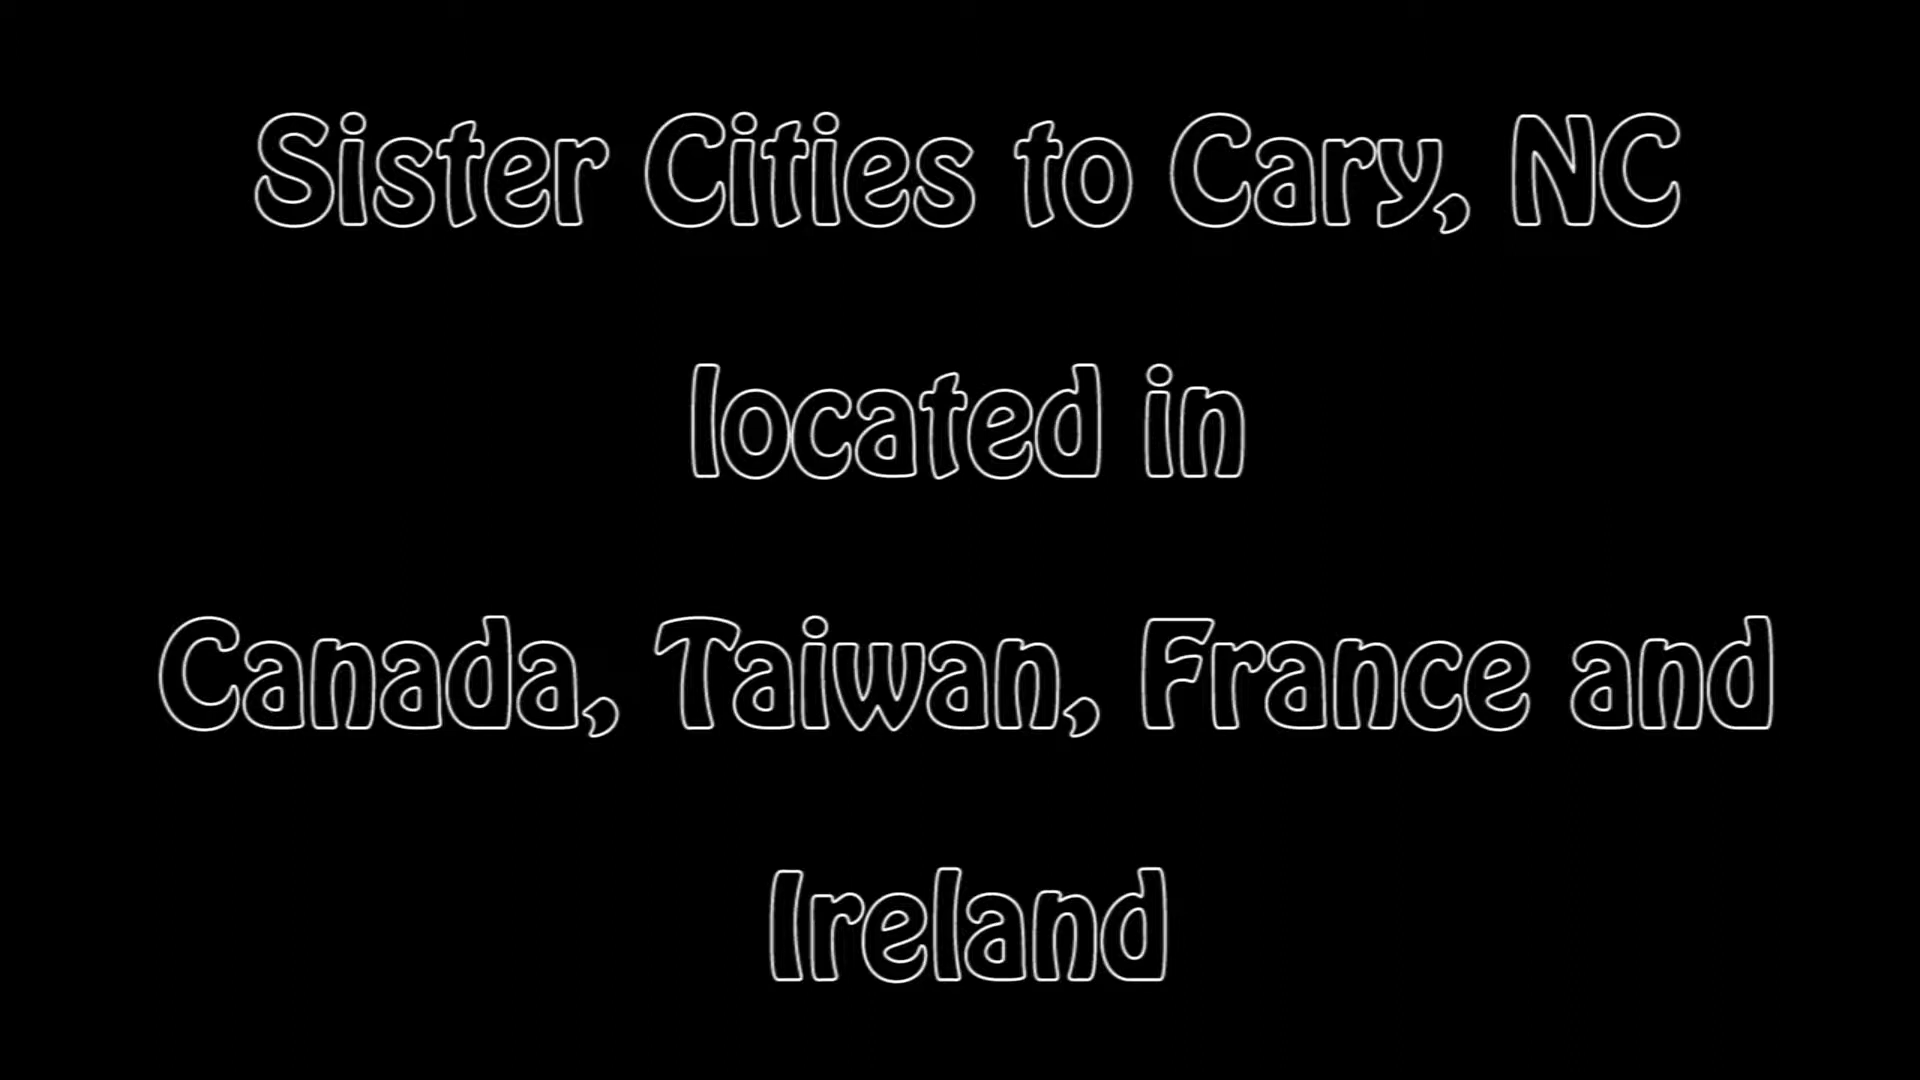 Sister Cities to Cary, NC
located in
Canada, Taiwan, France and
Ireland